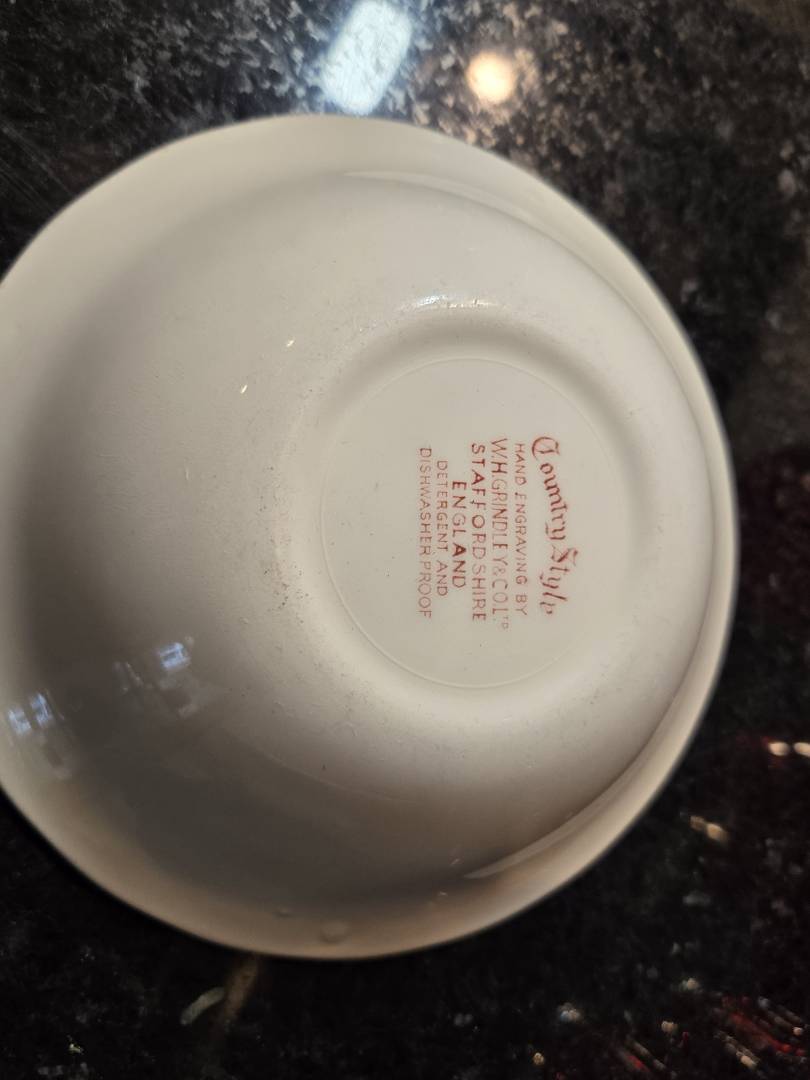 Country Style
HAND ENGRAVING BY
W.H.GRINDLEY & CO.LTD
STAFFORDSHIRE
ENGLAND
DETERGENT AND
DISHWASHER PROOF